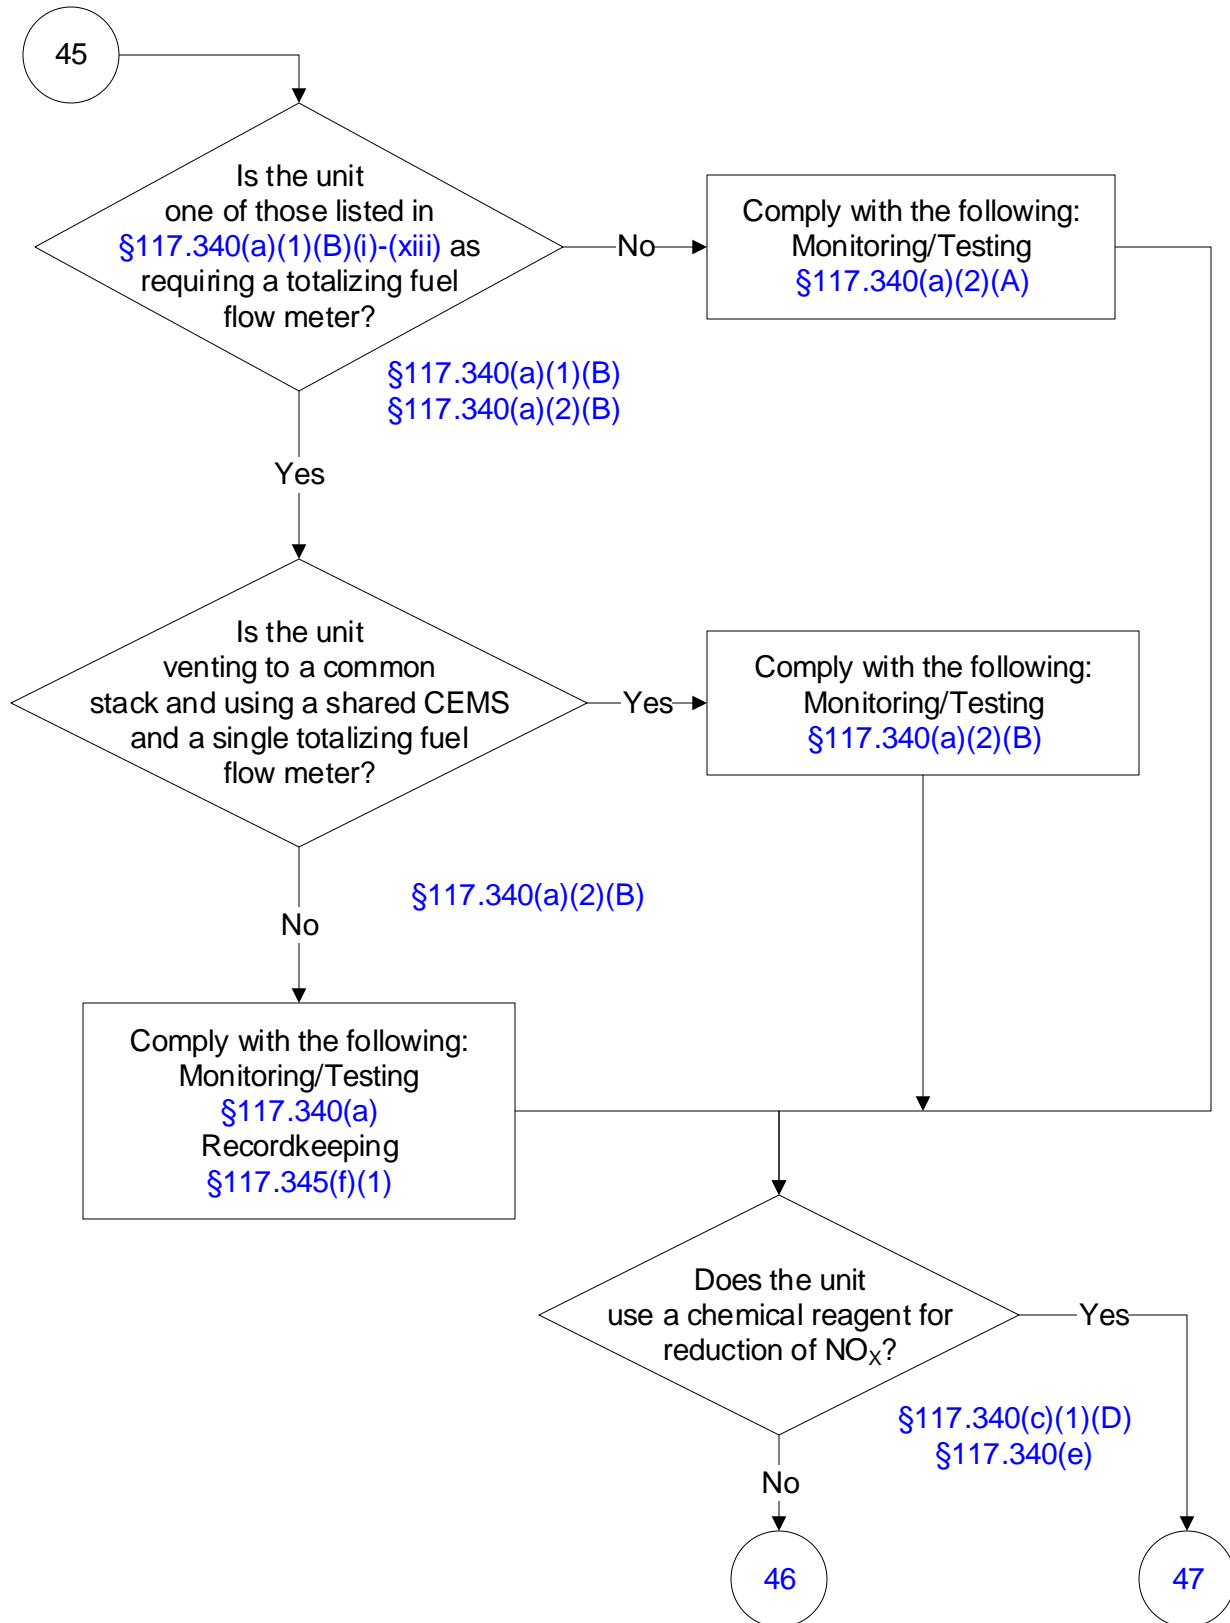 45
Is the unit
one of those listed in
§117.340(a)(1)(B)(i)-(xiii) as
requiring a totalizing fuel
flow meter?
No
Comply with the following:
Monitoring/Testing
§117.340(a)(2)(A)
§117.340(a)(1)(B)
§117.340(a)(2)(B)
Yes
Is the unit
venting to a common
stack and using a shared CEMS
and a single totalizing fuel
flow meter?
Yes
Comply with the following:
Monitoring/Testing
§117.340(a)(2)(B)
§117.340(a)(2)(B)
No
Comply with the following:
Monitoring/Testing
§117.340(a)
Recordkeeping
§117.345(f)(1)
Does the unit
use a chemical reagent for
reduction of NOX?
Yes
§117.340(c)(1)(D)
§117.340(e)
No
46
47